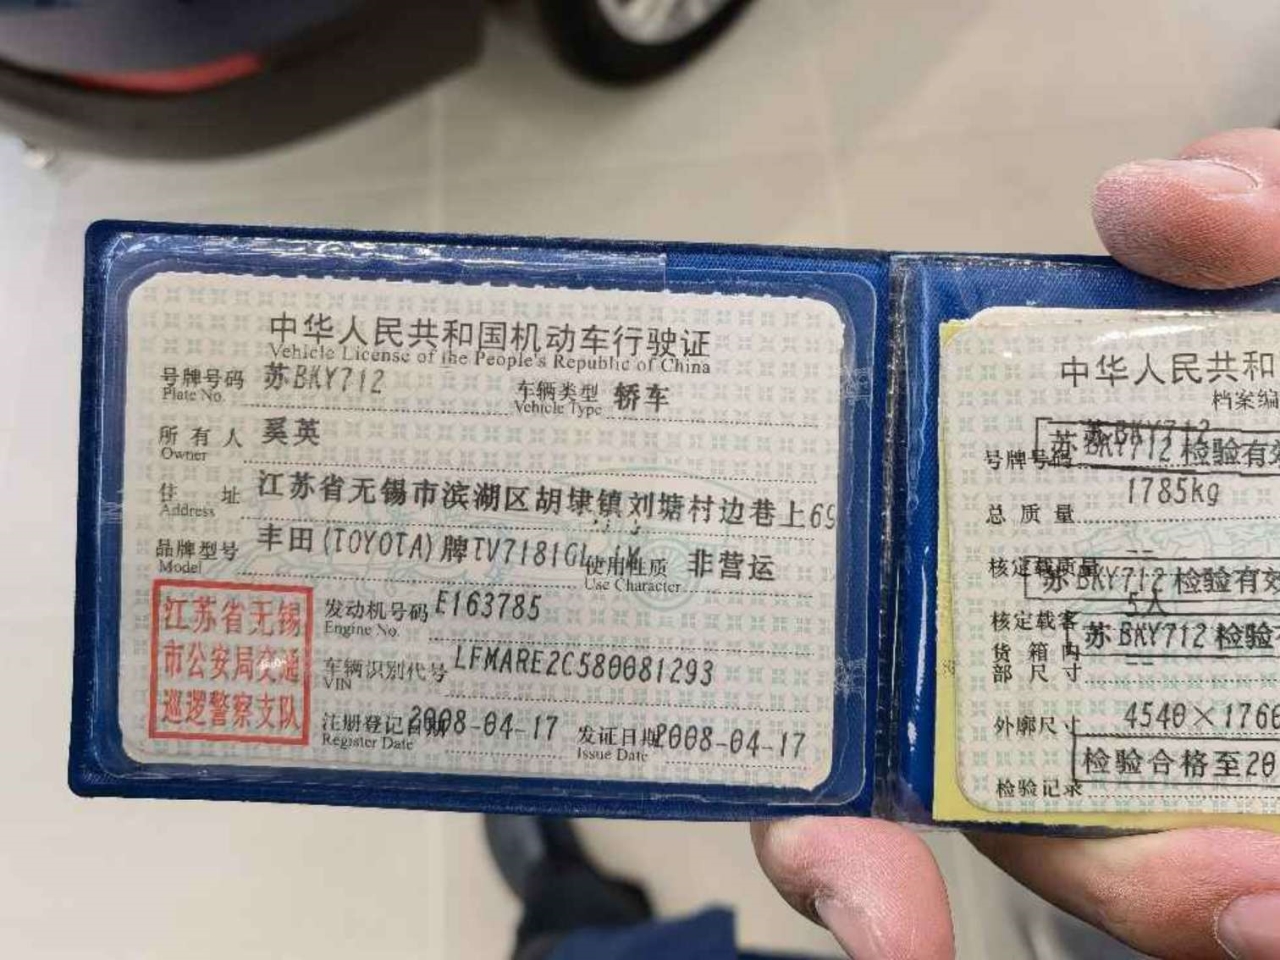 中华人民共和国机动车行驶证
Vehicle License of the People's Republic of China
号牌号码 苏BKY712 车辆类型 轿车
Plate No. Vehicle Type
所有人 奚英
Owner
住址 江苏省无锡市滨湖区胡埭镇刘塘村边巷上69
Address
品牌型号 丰田(TOYOTA)牌TV7181GL-iM 使用性质 非营运
Model Use Character
江苏省无锡
市公安局交通
巡逻警察支队
发动机号码 E163785
Engine No.
车辆识别代号 LFMARE2C580081293
VIN
注册登记日期 2008-04-17 发证日期 2008-04-17
Register Date Issue Date
中华人民共和
档案编
号牌号码 苏BKY712
苏BKY712检验有效
总质量 1785kg
核定载质量 --
苏BKY712检验有效
核定载客 5人
苏BKY712检验
货箱内
部尺寸 --
外廓尺寸 4540×1760
检验合格至20
检验记录